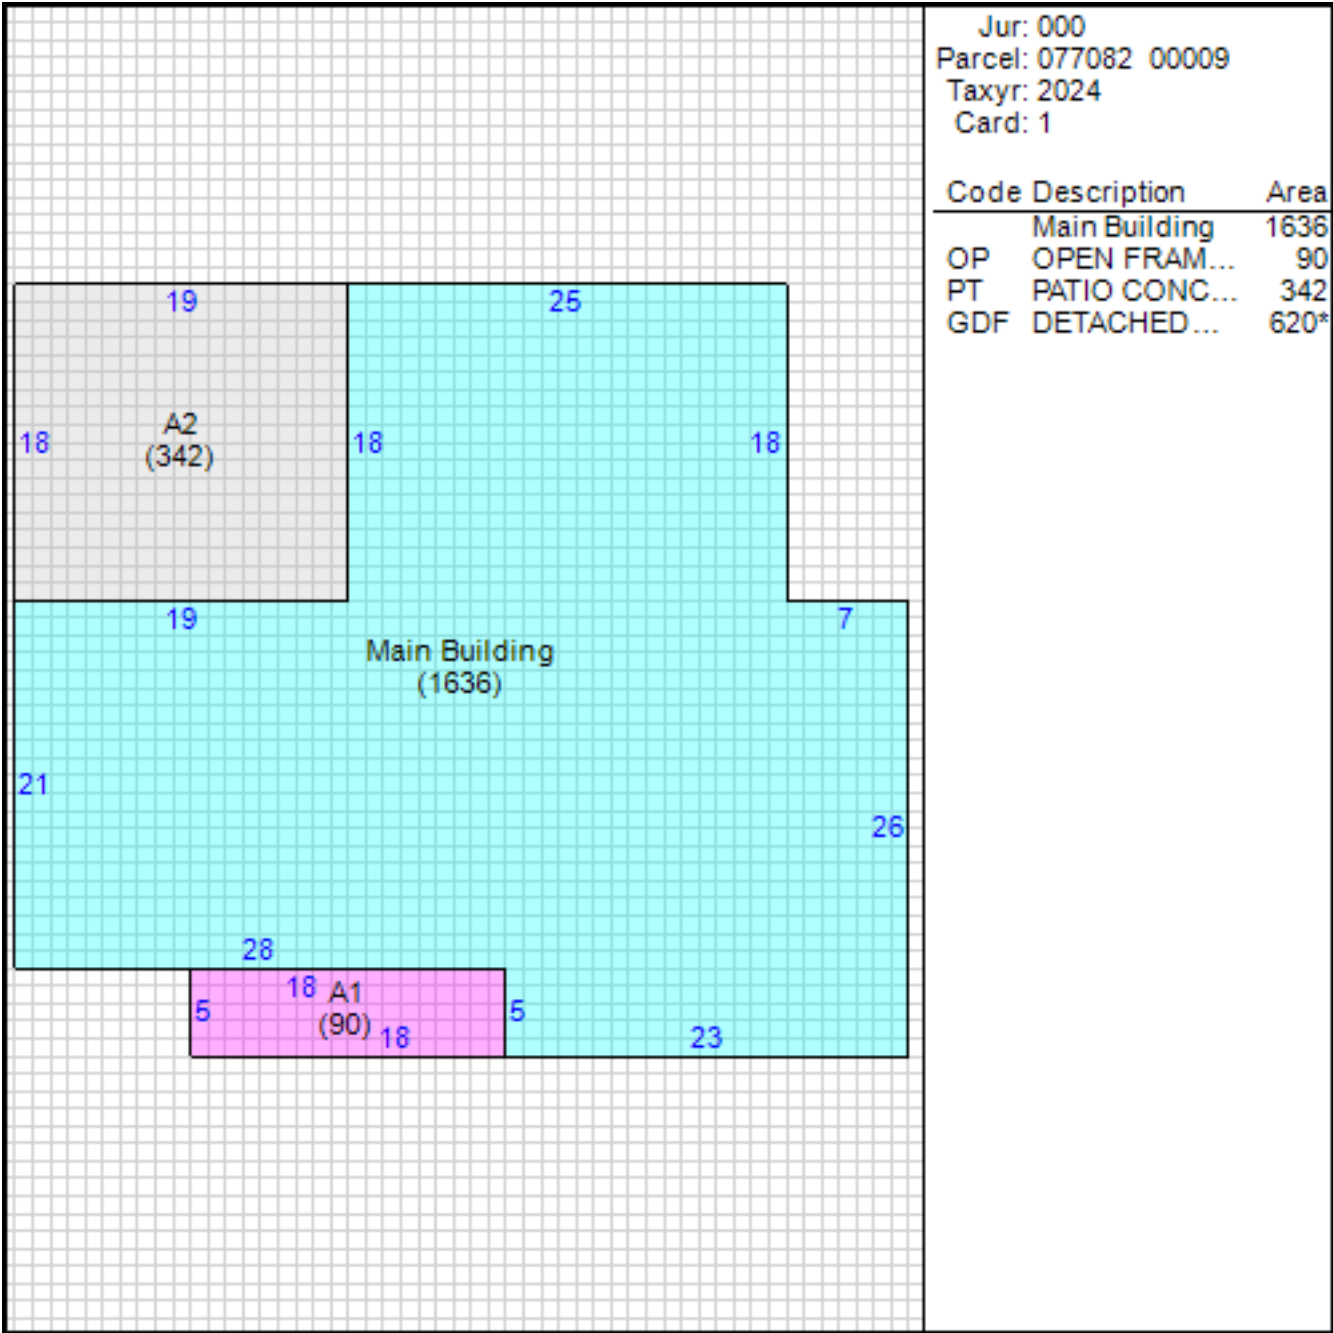 Jur: 000
Parcel: 077082 00009
Taxyr: 2024
Card: 1
Code Description Area
Main Building 1636
OP OPEN FRAM... 90
PT PATIO CONC... 342
GDF DETACHED... 620*
19 25
A2
(342)
18 18 18
19 7
Main Building
(1636)
21
26
28
18 A1
5 5
(90) 18 23